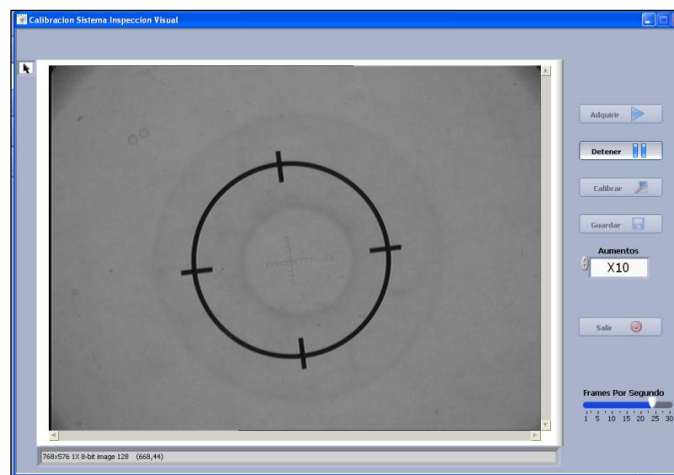 Calibracion Sistema Inspeccion Visual
Adquirir
Detener
Calibrar
Guardar
Aumentos
X10
Salir
Frames Por Segundo
1 5 10 15 20 25 30
768x576 1X 8-bit image 128 (668,44)